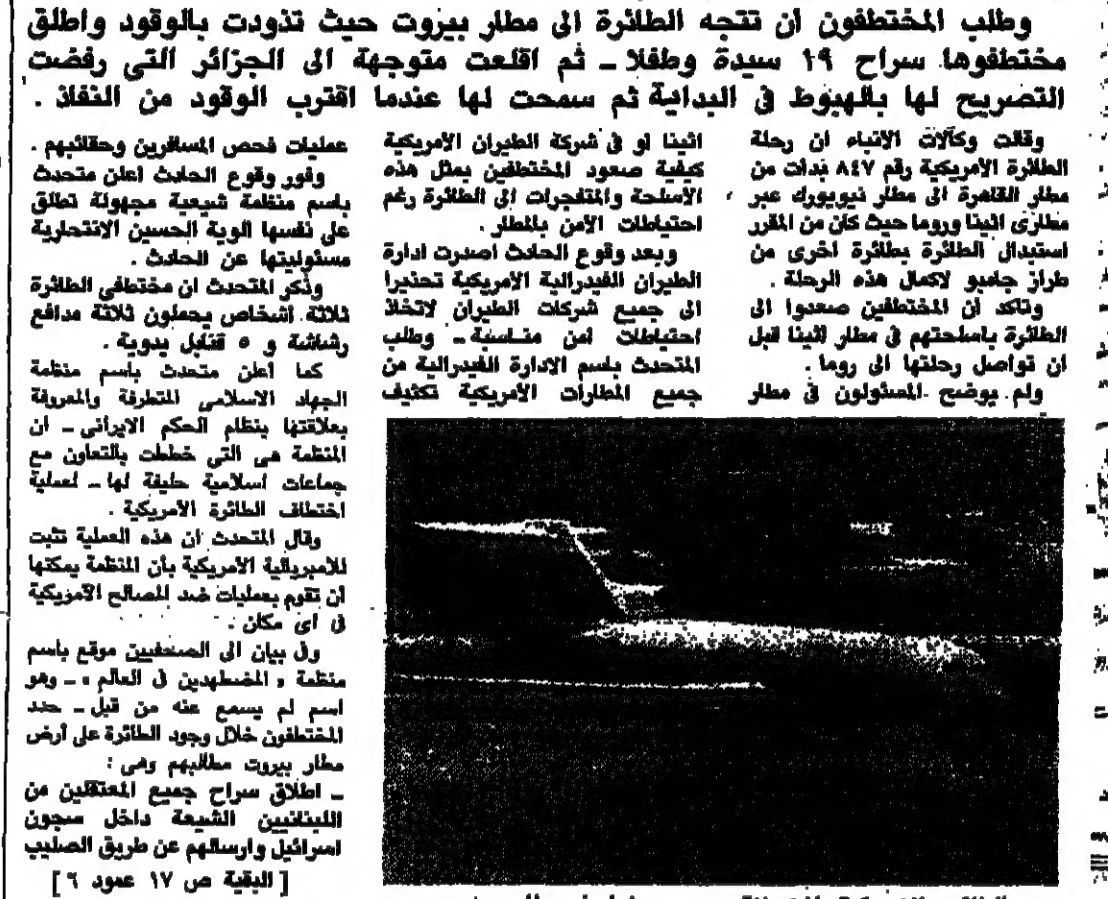 وطلب المختطفون ان تتجه الطائرة الى مطار بيروت حيث تزودت بالوقود واطلق
مختطفوها سراح ١٩ سيدة وطفلا ـ ثم اقلعت متوجهة الى الجزائر التى رفضت
التصريح لها بالهبوط فى البداية ثم سمحت لها عندما اقترب الوقود من النفاذ .
وقالت وكالات الانباء ان رحلة
الطائرة الأمريكية رقم ٨٤٧ بدات من
مطار القاهرة الى مطار نيويورك عبر
مطارى اثينا وروما حيث كان من المقرر
استبدال الطائرة بطائرة اخرى من
طراز جامبو لاكمال هذه الرحلة .
وتاكد ان المختطفين صعدوا الى
الطائرة باسلحتهم فى مطار اثينا قبل
ان تواصل رحلتها الى روما .
ولم يوضح المسئولون فى مطار
اثينا او فى شركة الطيران الأمريكية
كيفية صعود المختطفين بمثل هذه
الأسلحة والمتفجرات الى الطائرة رغم
احتياطات الأمن بالمطار .
وبعد وقوع الحادث اصدرت ادارة
الطيران الفيدرالية الأمريكية تحذيرا
الى جميع شركات الطيران لاتخاذ
احتياطات امن مناسبة ـ وطلب
المتحدث باسم الادارة الفيدرالية من
جميع المطارات الأمريكية تكثيف
عمليات فحص المسافرين وحقائبهم .
وفور وقوع الحادث اعلن متحدث
باسم منظمة شيعية مجهولة تطلق
على نفسها الوية الحسين الانتحارية
مسئوليتها عن الحادث .
وذكر المتحدث ان مختطفى الطائرة
ثلاثة اشخاص يحملون ثلاثة مدافع
رشاشة و ٥ قنابل يدوية .
كما اعلن متحدث باسم منظمة
الجهاد الاسلامى المتطرفة والمعروفة
بعلاقتها بنظام الحكم الايرانى ـ ان
المنظمة هى التى خططت بالتعاون مع
جماعات اسلامية حليفة لها ـ لعملية
اختطاف الطائرة الأمريكية .
وقال المتحدث ان هذه العملية تثبت
للامبريالية الأمريكية بأن المنظمة يمكنها
ان تقوم بعمليات ضد المصالح الأمريكية
فى اى مكان .
وفى بيان الى الصحفيين موقع باسم
منظمة « المضطهدين فى العالم » ـ وهو
اسم لم يسمع عنه من قبل ـ حدد
المختطفون خلال وجود الطائرة على أرض
مطار بيروت مطالبهم وهى :
ـ اطلاق سراح جميع المعتقلين من
اللبنانيين الشيعة داخل سجون
اسرائيل وارسالهم عن طريق الصليب
[ البقية ص ١٧ عمود ٦ ]